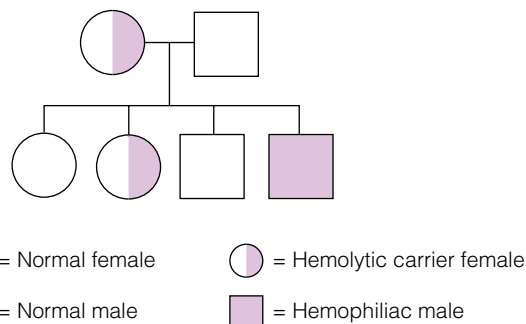 = Normal female
= Hemolytic carrier female
= Normal male
= Hemophiliac male